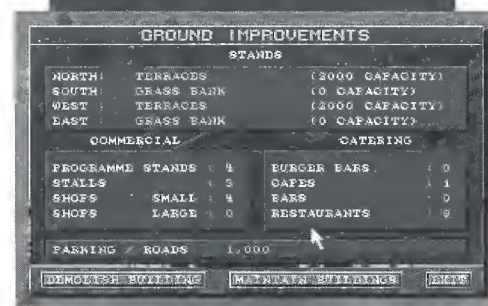 GROUND IMPROVEMENTS
STANDS
NORTH: TERRACES (2000 CAPACITY)
SOUTH: GRASS BANK (0 CAPACITY)
WEST : TERRACES (2000 CAPACITY)
EAST : GRASS BANK (0 CAPACITY)
COMMERCIAL CATERING
PROGRAMME STANDS : 4 BURGER BARS : 0
STALLS : 3 CAFES : 1
SHOPS SMALL : 4 BARS : 0
SHOPS LARGE : 0 RESTAURANTS : 0
PARKING / ROADS 1,000
DEMOLISH BUILDING MAINTAIN BUILDINGS EXIT